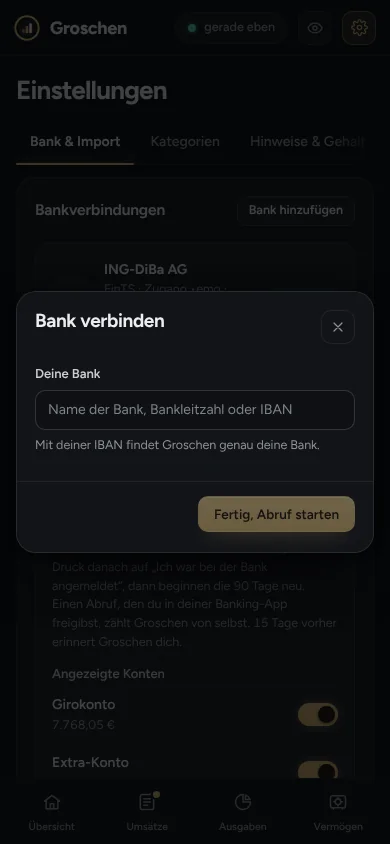 Groschen
gerade eben
Einstellungen
Bank & Import
Kategorien
Hinweise & Gehalt
Bankverbindungen
Bank hinzufügen
ING-DiBa AG
FinTS · Zugang
Bank verbinden
Deine Bank
Name der Bank, Bankleitzahl oder IBAN
Mit deiner IBAN findet Groschen genau deine Bank.
Fertig, Abruf starten
Druck danach auf „Ich war bei der Bank
angemeldet“, dann beginnen die 90 Tage neu.
Einen Abruf, den du in deiner Banking-App
freigibst, zählt Groschen von selbst. 15 Tage vorher
erinnert Groschen dich.
Angezeigte Konten
Girokonto
7.768,05 €
Extra-Konto
Übersicht
Umsätze
Ausgaben
Vermögen